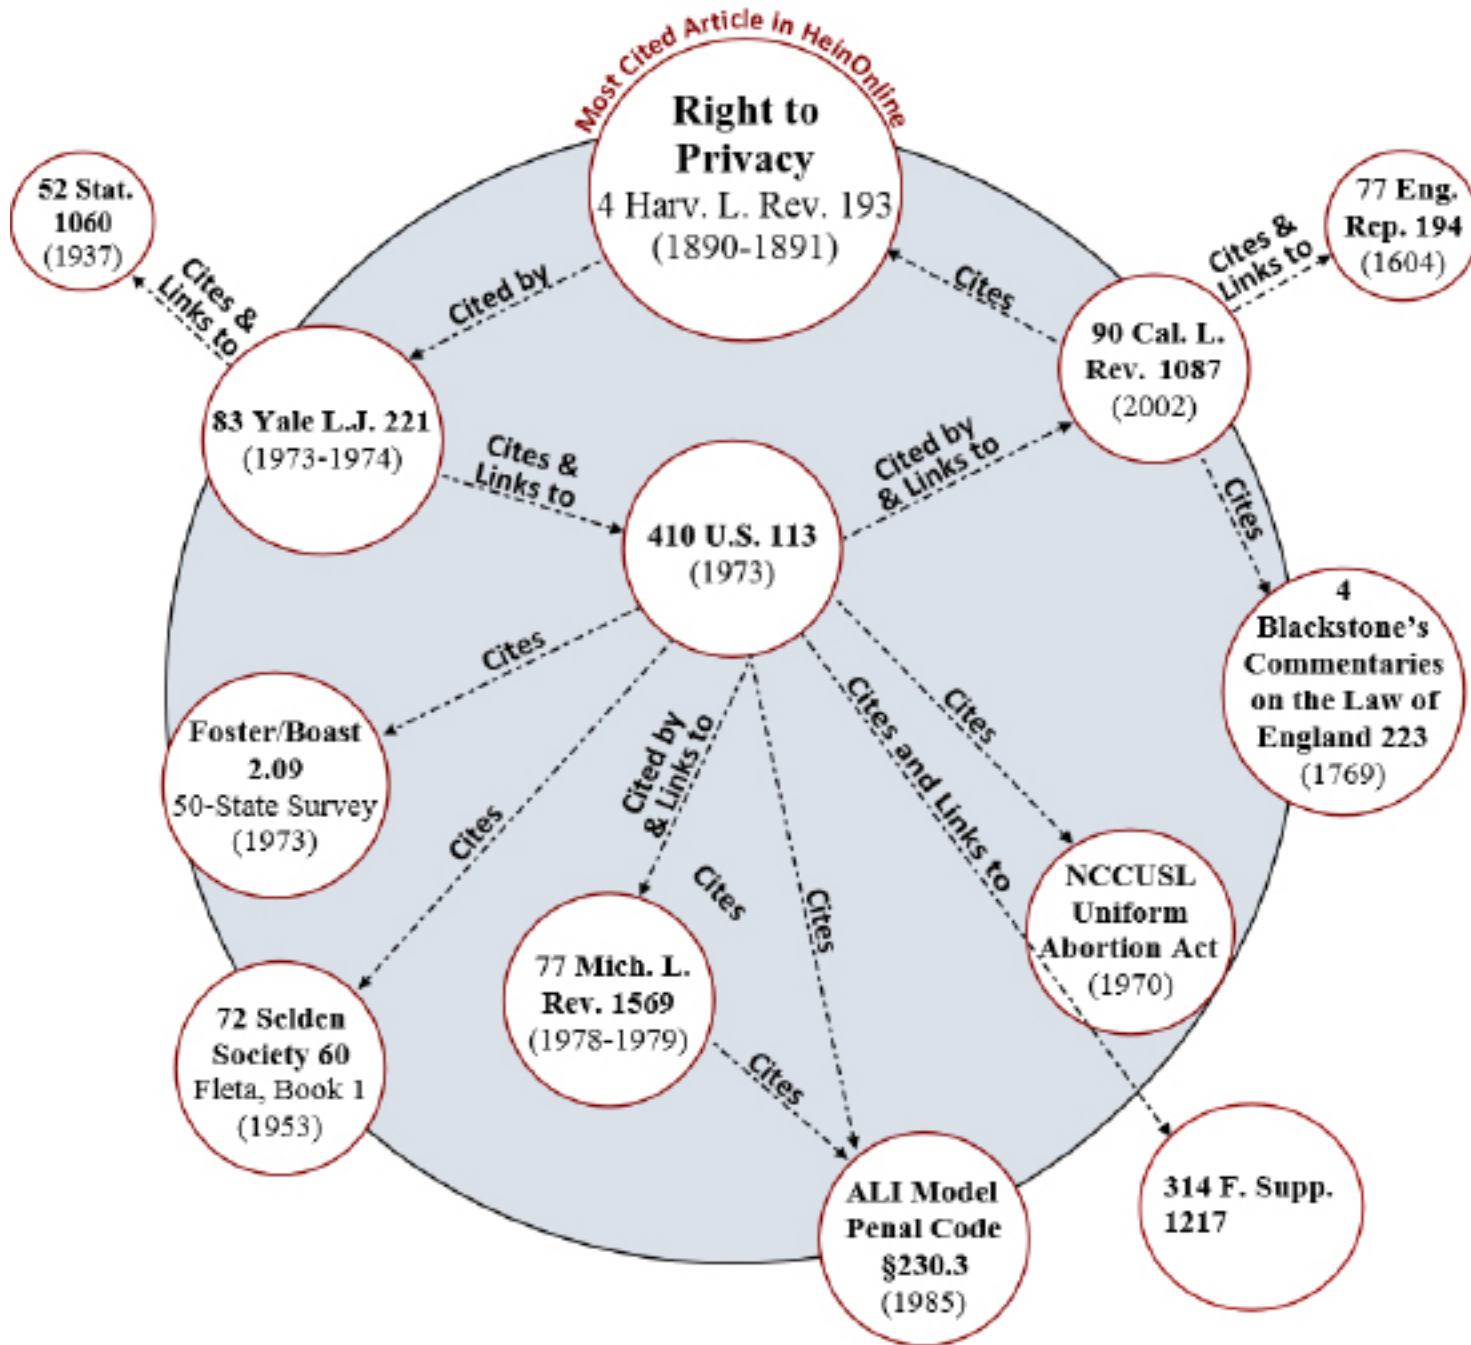 Most Cited Article in HeinOnline
Right to
Privacy
4 Harv. L. Rev. 193
(1890-1891)
52 Stat.
1060
(1937)
77 Eng.
Rep. 194
(1604)
Cites &
Links to
Cited by
Cites
Cites &
Links to
90 Cal. L.
Rev. 1087
(2002)
83 Yale L.J. 221
(1973-1974)
Cites &
Links to
Cited by
& Links to
Cites
410 U.S. 113
(1973)
4
Blackstone's
Commentaries
on the Law of
England 223
(1769)
Cites
Cites
Cited by
& Links to
Cites
Cites
Cites and Links to
Cites
Cites
Foster/Boast
2.09
50-State Survey
(1973)
NCCUSL
Uniform
Abortion Act
(1970)
77 Mich. L.
Rev. 1569
(1978-1979)
72 Selden
Society 60
Fleta, Book 1
(1953)
Cites
ALI Model
Penal Code
§230.3
(1985)
314 F. Supp.
1217